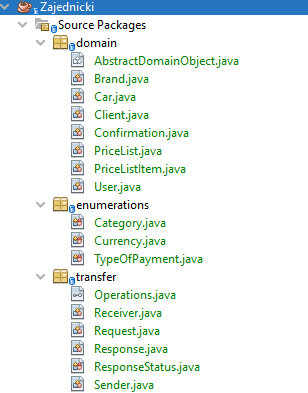 Zajednicki
Source Packages
domain
AbstractDomainObject.java
Brand.java
Car.java
Client.java
Confirmation.java
PriceList.java
PriceListItem.java
User.java
enumerations
Category.java
Currency.java
TypeOfPayment.java
transfer
Operations.java
Receiver.java
Request.java
Response.java
ResponseStatus.java
Sender.java